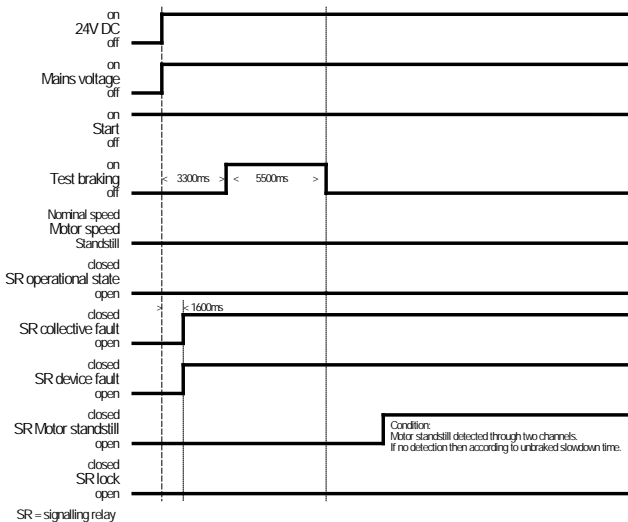 on
24V DC
off
on
Mains voltage
off
on
Start
off
on
Test braking
off
< 3300ms > < 5500ms >
Nominal speed
Motor speed
Standstill
closed
SR operational state
open
> < 1600ms
closed
SR collective fault
open
closed
SR device fault
open
closed
SR Motor standstill
open
Condition:
Motor standstill detected through two channels.
If no detection then according to unbraked slowdown time.
closed
SR lock
open
SR = signalling relay